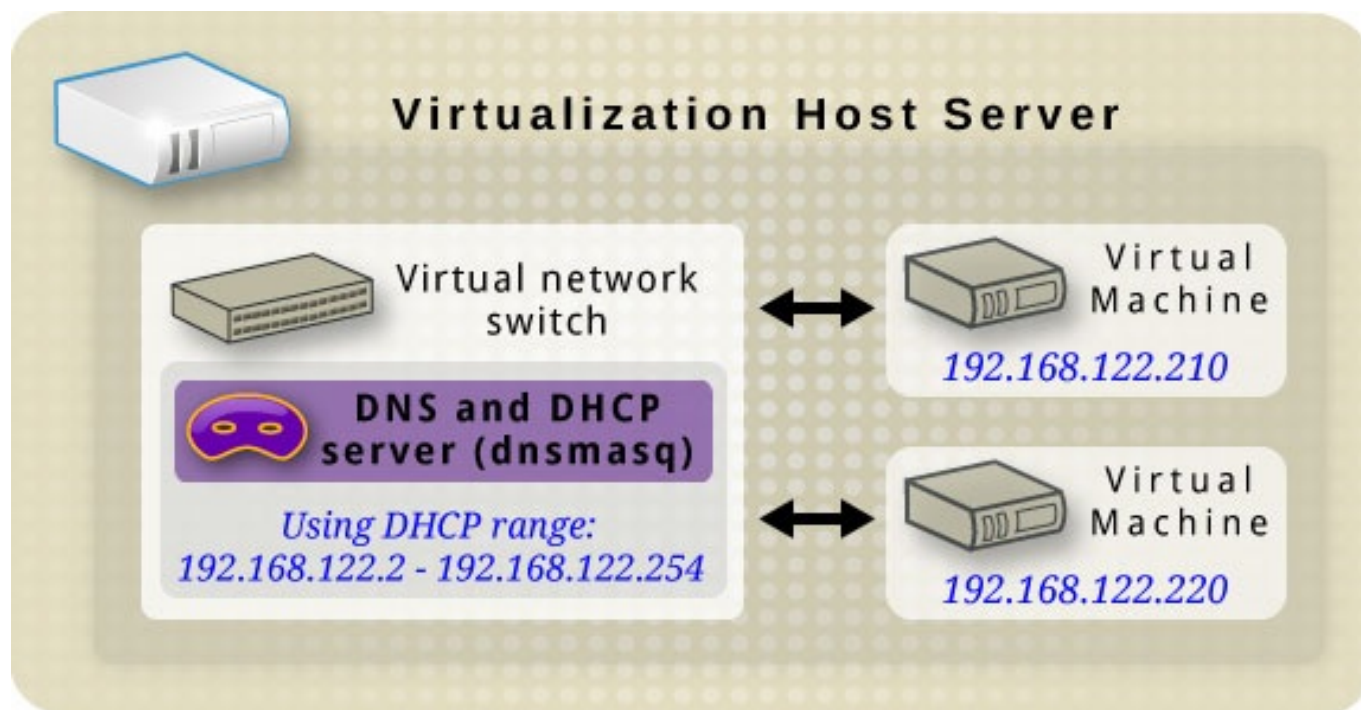 Virtualization Host Server
Virtual network
switch
DNS and DHCP
server (dnsmasq)
Using DHCP range:
192.168.122.2 - 192.168.122.254
Virtual
Machine
192.168.122.210
Virtual
Machine
192.168.122.220